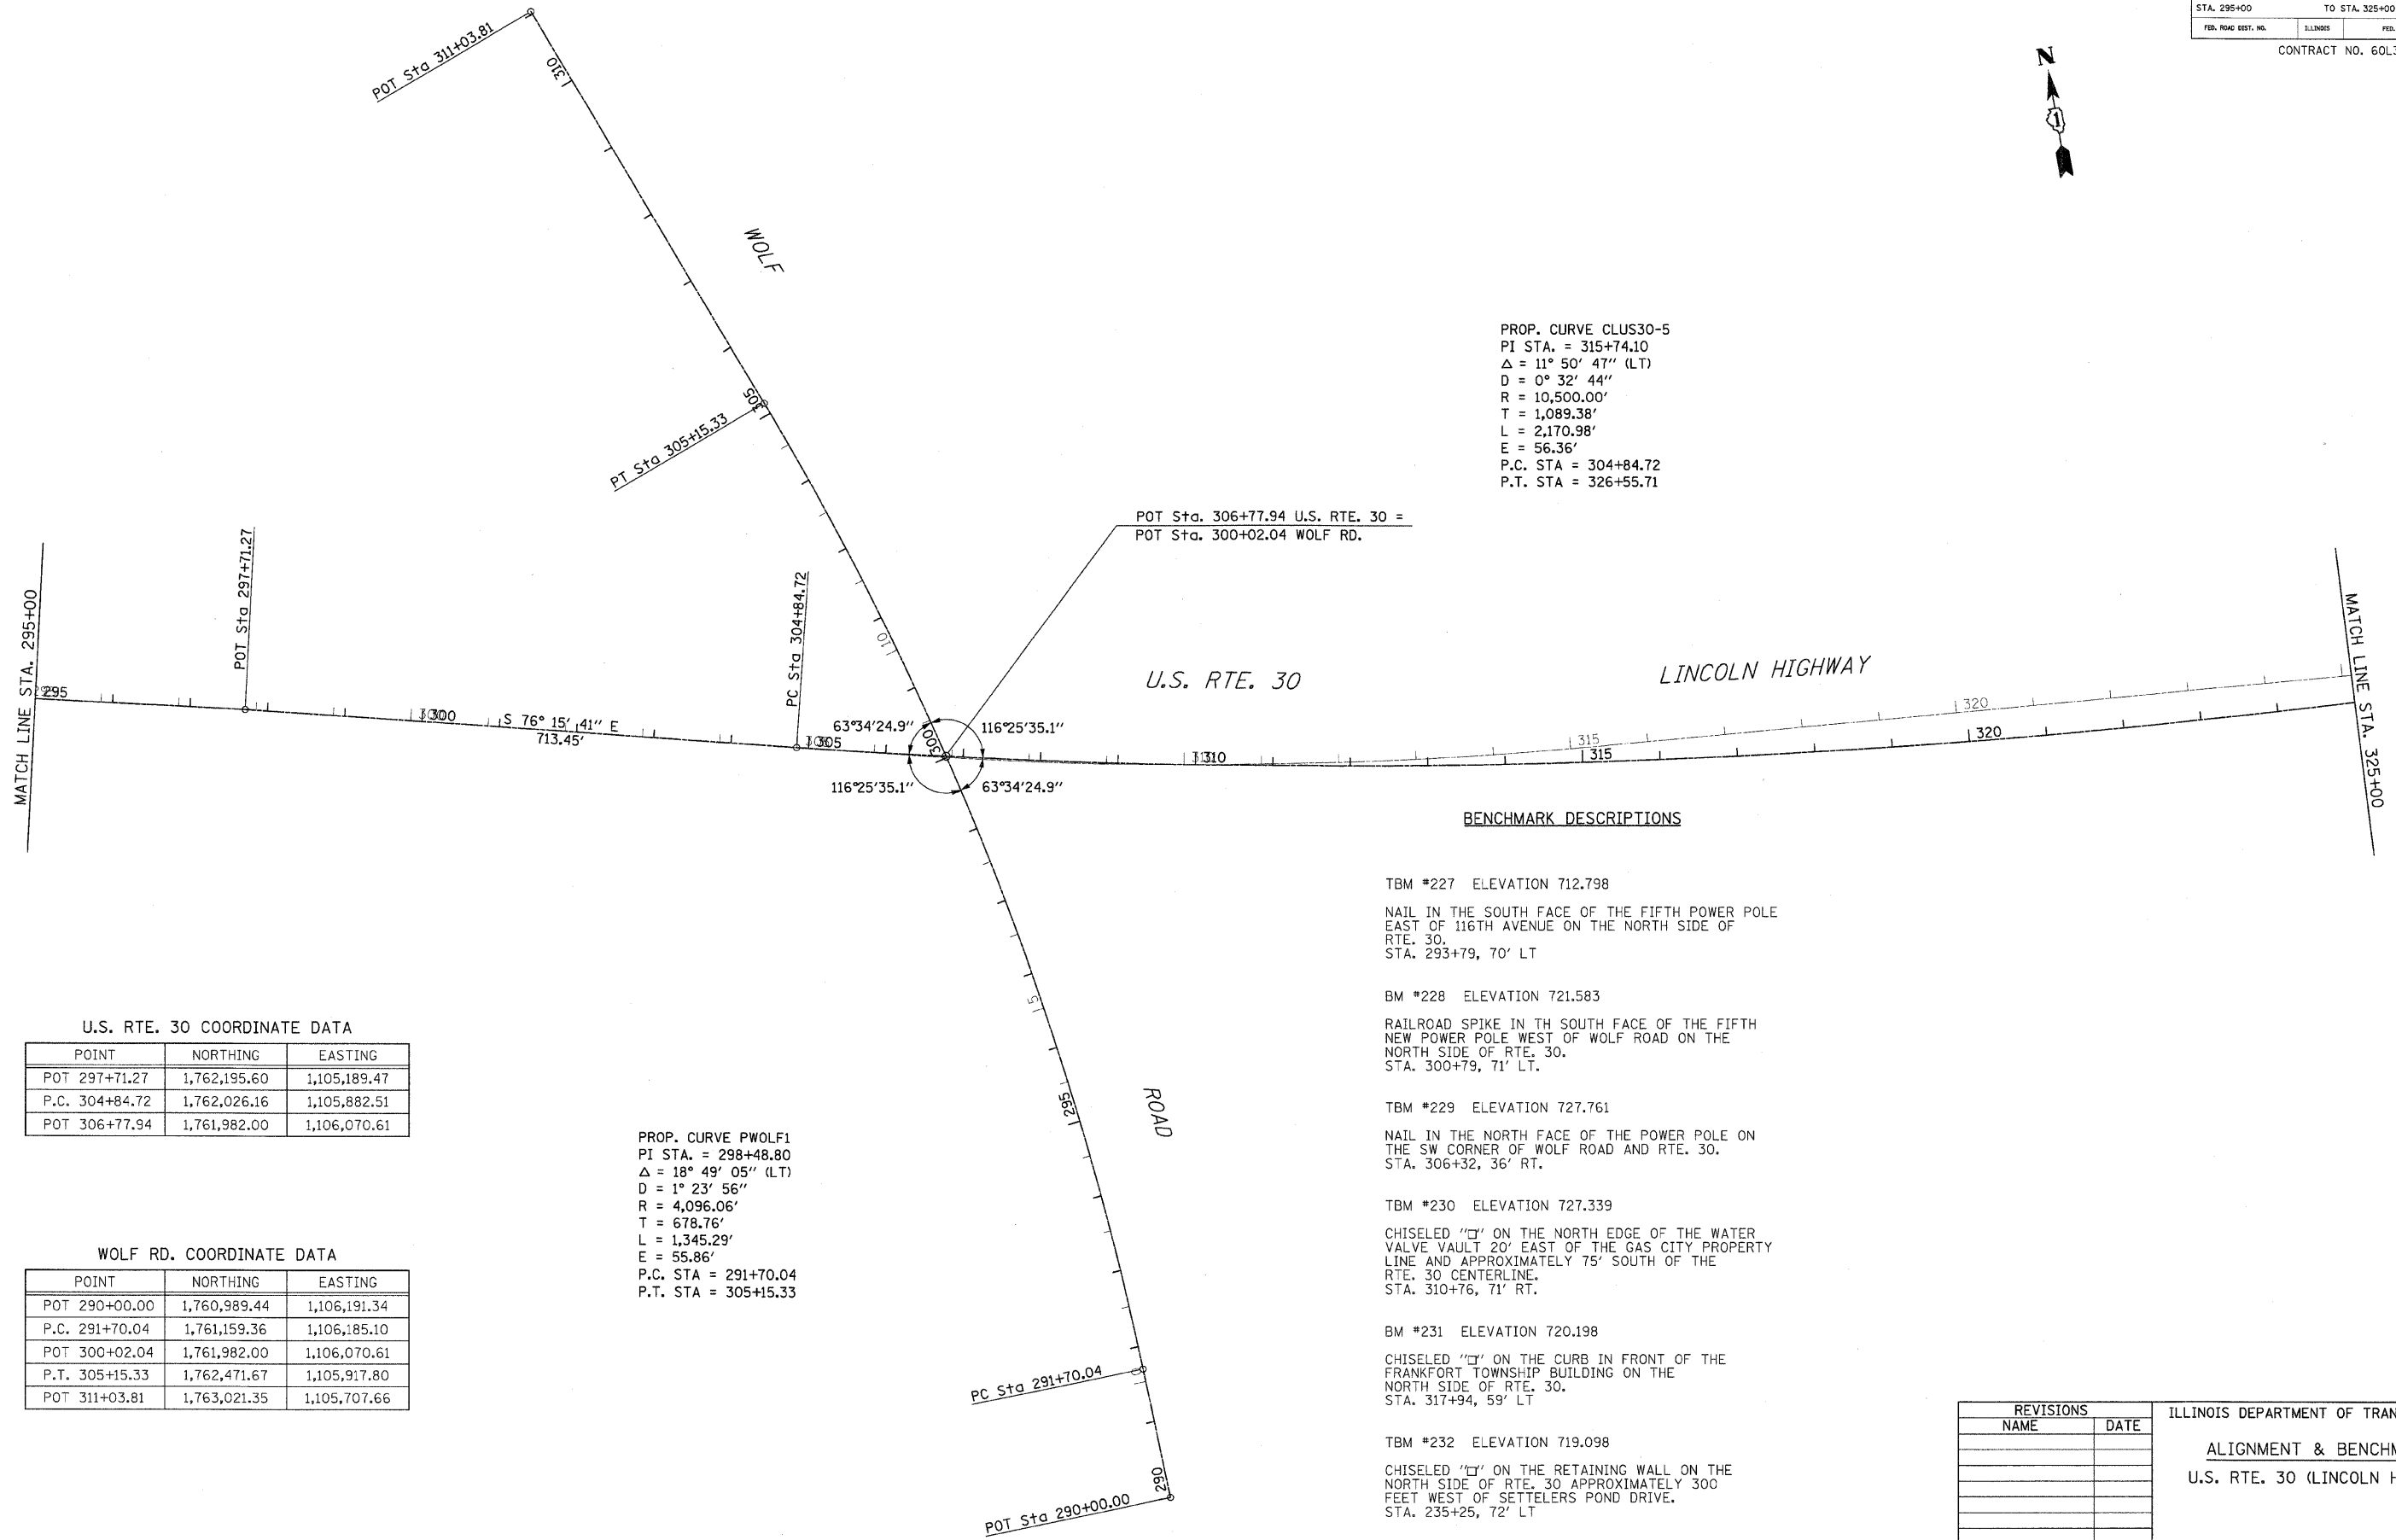 STA. 295+00 TO STA. 325+00
FED. ROAD DIST. NO. ILLINOIS FED.
CONTRACT NO. 60L3
N
POT Sta 311+03.81
310
WOLF
PT Sta 305+15.33
305
PROP. CURVE CLUS30-5
PI STA. = 315+74.10
Δ = 11° 50' 47" (LT)
D = 0° 32' 44"
R = 10,500.00'
T = 1,089.38'
L = 2,170.98'
E = 56.36'
P.C. STA = 304+84.72
P.T. STA = 326+55.71
POT Sta. 306+77.94 U.S. RTE. 30 =
POT Sta. 300+02.04 WOLF RD.
MATCH LINE STA. 295+00
POT Sta 297+71.27
PC Sta 304+84.72
10
U.S. RTE. 30
LINCOLN HIGHWAY
MATCH LINE STA. 325+00
295
300
S 76° 15' 41" E
713.45'
305
63°34'24.9"
116°25'35.1"
300
116°25'35.1"
63°34'24.9"
310
315
315
320
320
5
295
ROAD
0
PC Sta 291+70.04
290
POT Sta 290+00.00
U.S. RTE. 30 COORDINATE DATA
POINT NORTHING EASTING
POT 297+71.27 1,762,195.60 1,105,189.47
P.C. 304+84.72 1,762,026.16 1,105,882.51
POT 306+77.94 1,761,982.00 1,106,070.61
WOLF RD. COORDINATE DATA
POINT NORTHING EASTING
POT 290+00.00 1,760,989.44 1,106,191.34
P.C. 291+70.04 1,761,159.36 1,106,185.10
POT 300+02.04 1,761,982.00 1,106,070.61
P.T. 305+15.33 1,762,471.67 1,105,917.80
POT 311+03.81 1,763,021.35 1,105,707.66
PROP. CURVE PWOLF1
PI STA. = 298+48.80
Δ = 18° 49' 05" (LT)
D = 1° 23' 56"
R = 4,096.06'
T = 678.76'
L = 1,345.29'
E = 55.86'
P.C. STA = 291+70.04
P.T. STA = 305+15.33
BENCHMARK DESCRIPTIONS
TBM #227 ELEVATION 712.798
NAIL IN THE SOUTH FACE OF THE FIFTH POWER POLE
EAST OF 116TH AVENUE ON THE NORTH SIDE OF
RTE. 30.
STA. 293+79, 70' LT
BM #228 ELEVATION 721.583
RAILROAD SPIKE IN TH SOUTH FACE OF THE FIFTH
NEW POWER POLE WEST OF WOLF ROAD ON THE
NORTH SIDE OF RTE. 30.
STA. 300+79, 71' LT.
TBM #229 ELEVATION 727.761
NAIL IN THE NORTH FACE OF THE POWER POLE ON
THE SW CORNER OF WOLF ROAD AND RTE. 30.
STA. 306+32, 36' RT.
TBM #230 ELEVATION 727.339
CHISELED "□" ON THE NORTH EDGE OF THE WATER
VALVE VAULT 20' EAST OF THE GAS CITY PROPERTY
LINE AND APPROXIMATELY 75' SOUTH OF THE
RTE. 30 CENTERLINE.
STA. 310+76, 71' RT.
BM #231 ELEVATION 720.198
CHISELED "□" ON THE CURB IN FRONT OF THE
FRANKFORT TOWNSHIP BUILDING ON THE
NORTH SIDE OF RTE. 30.
STA. 317+94, 59' LT
TBM #232 ELEVATION 719.098
CHISELED "□" ON THE RETAINING WALL ON THE
NORTH SIDE OF RTE. 30 APPROXIMATELY 300
FEET WEST OF SETTELERS POND DRIVE.
STA. 235+25, 72' LT
REVISIONS
NAME DATE
ILLINOIS DEPARTMENT OF TRAN
ALIGNMENT & BENCHM
U.S. RTE. 30 (LINCOLN H